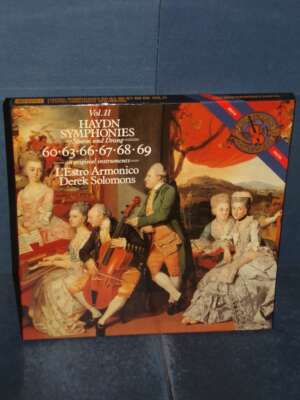 Vol. II
HAYDN
SYMPHONIES
Sturm und Drang
60·63·66·67·68·69
on original instruments
L'Estro Armonico
Derek Solomons